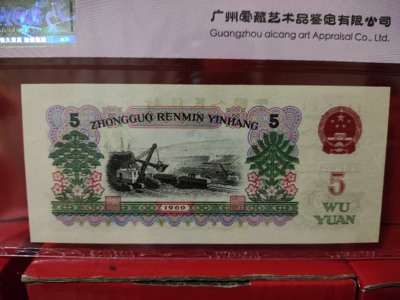 广州爱藏艺术品鉴定有限公司
Guangzhou aicang art Appraisal Co., Ltd.
ACG
5 ZHONGGUO RENMIN YINHANG 5
5
WU
YUAN
1960